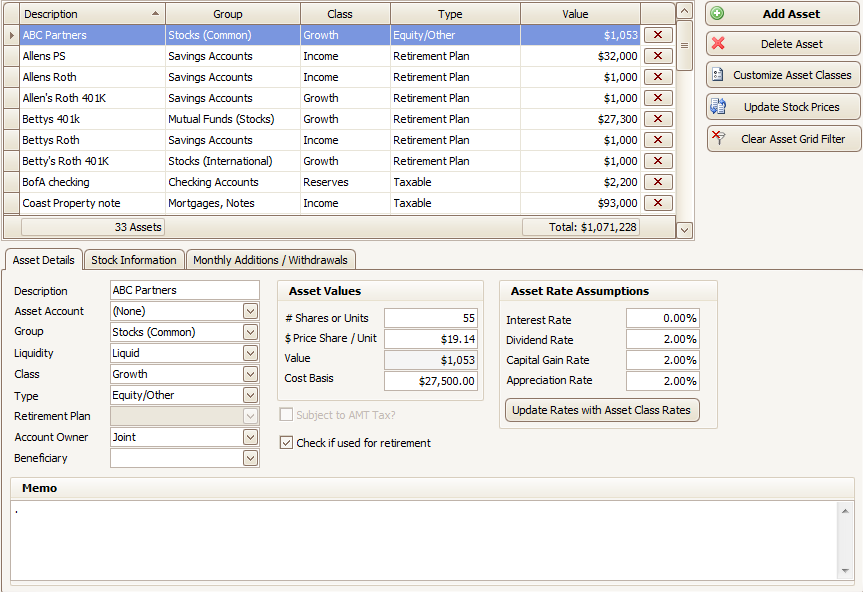 Description Group Class Type Value
ABC Partners Stocks (Common) Growth Equity/Other $1,053
Allens PS Savings Accounts Income Retirement Plan $32,000
Allens Roth Savings Accounts Income Retirement Plan $1,000
Allen's Roth 401K Savings Accounts Growth Retirement Plan $1,000
Bettys 401k Mutual Funds (Stocks) Growth Retirement Plan $27,300
Bettys Roth Savings Accounts Income Retirement Plan $1,000
Betty's Roth 401K Stocks (International) Growth Retirement Plan $1,000
BofA checking Checking Accounts Reserves Taxable $2,200
Coast Property note Mortgages, Notes Income Taxable $93,000
33 Assets Total: $1,071,228
Add Asset
Delete Asset
Customize Asset Classes
Update Stock Prices
Clear Asset Grid Filter
Asset Details Stock Information Monthly Additions / Withdrawals
Description ABC Partners
Asset Account (None)
Group Stocks (Common)
Liquidity Liquid
Class Growth
Type Equity/Other
Retirement Plan
Account Owner Joint
Beneficiary
Asset Values
# Shares or Units 55
$ Price Share / Unit $19.14
Value $1,053
Cost Basis $27,500.00
Subject to AMT Tax?
Check if used for retirement
Asset Rate Assumptions
Interest Rate 0.00%
Dividend Rate 2.00%
Capital Gain Rate 2.00%
Appreciation Rate 2.00%
Update Rates with Asset Class Rates
Memo
.